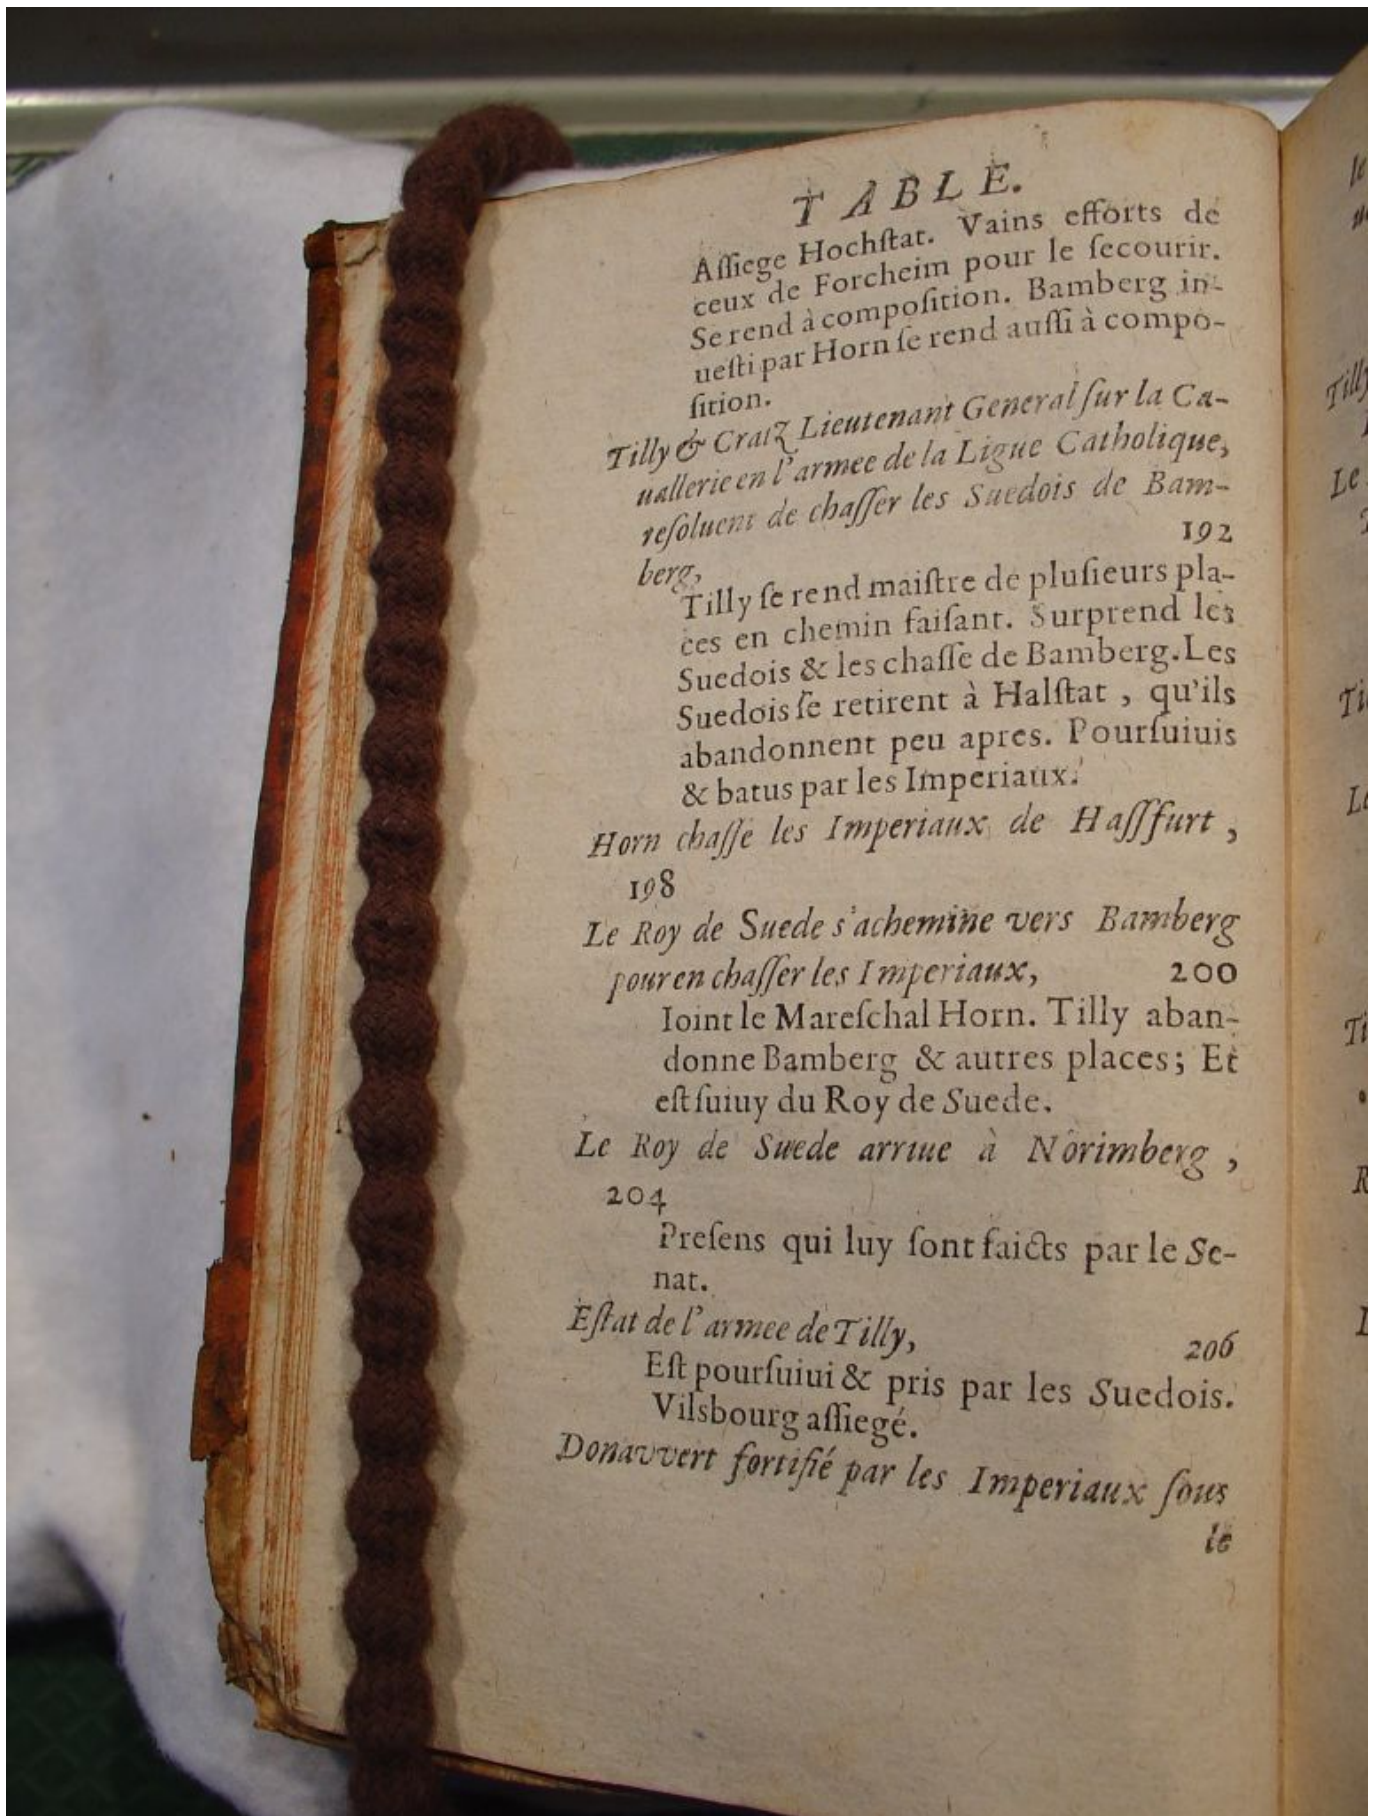 TABLE.
Aſſiege Hochſtat. Vains efforts de
ceux de Forcheim pour le ſecourir.
Se rend à compoſition. Bamberg in-
ueſti par Horn ſe rend auſſi à compo-
ſition.
Tilly & Cratz Lieutenant General ſur la Ca-
uallerie en l'armee de la Ligue Catholique,
reſoluent de chaſſer les Suedois de Bam-
berg, 192
Tilly ſe rend maiſtre de pluſieurs pla-
ces en chemin faiſant. Surprend les
Suedois & les chaſſe de Bamberg. Les
Suedois ſe retirent à Halſtat, qu'ils
abandonnent peu apres. Pourſuiuis
& batus par les Imperiaux.
Horn chaſſe les Imperiaux de Haſſfurt,
198
Le Roy de Suede s'achemine vers Bamberg
pour en chaſſer les Imperiaux, 200
Ioint le Mareſchal Horn. Tilly aban-
donne Bamberg & autres places; Et
eſt ſuiuy du Roy de Suede.
Le Roy de Suede arriue à Norimberg,
204
Preſens qui luy ſont faicts par le Se-
nat.
Eſtat de l'armee de Tilly, 206
Eſt pourſuiui & pris par les Suedois.
Vilsbourg aſſiegé.
Donavvert fortifié par les Imperiaux ſous
le
Tilly
Le